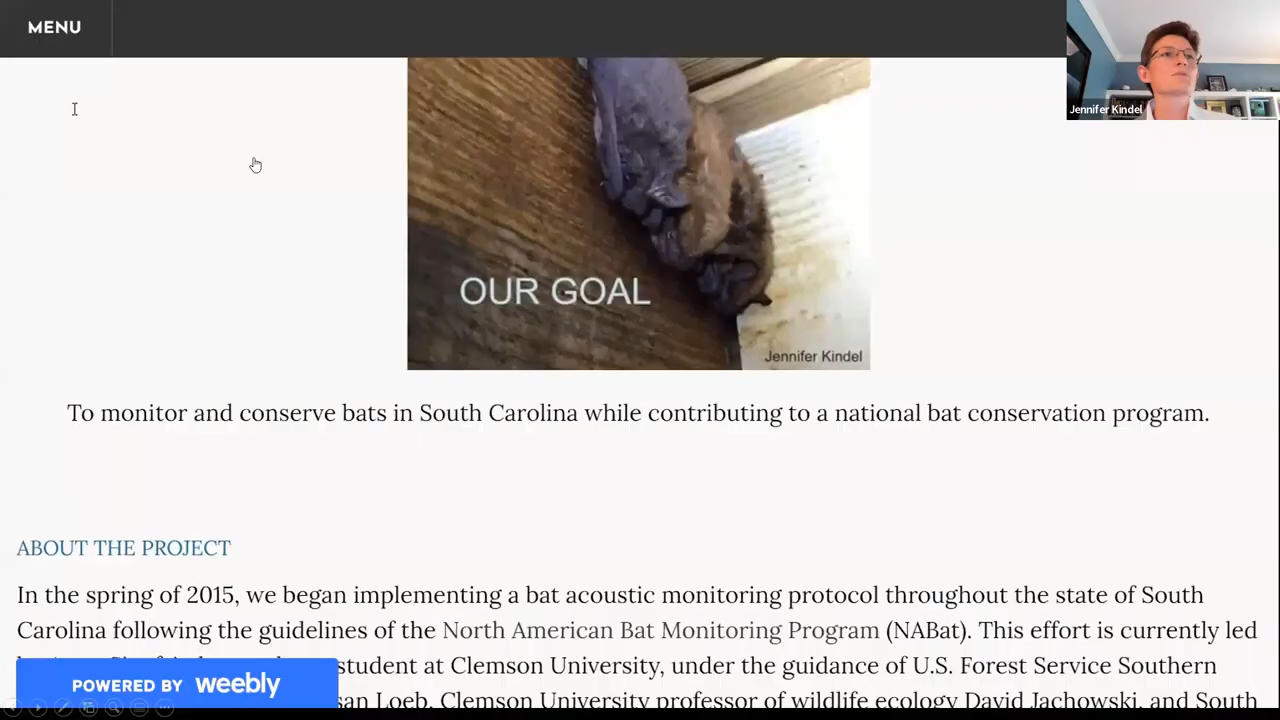 MENU
Jennifer Kindel
OUR GOAL
Jennifer Kindel
To monitor and conserve bats in South Carolina while contributing to a national bat conservation program.
ABOUT THE PROJECT
In the spring of 2015, we began implementing a bat acoustic monitoring protocol throughout the state of South
Carolina following the guidelines of the North American Bat Monitoring Program (NABat). This effort is currently led
student at Clemson University, under the guidance of U.S. Forest Service Southern
POWERED BY weebly
Loeb, Clemson University professor of wildlife ecology David Jachowski, and South